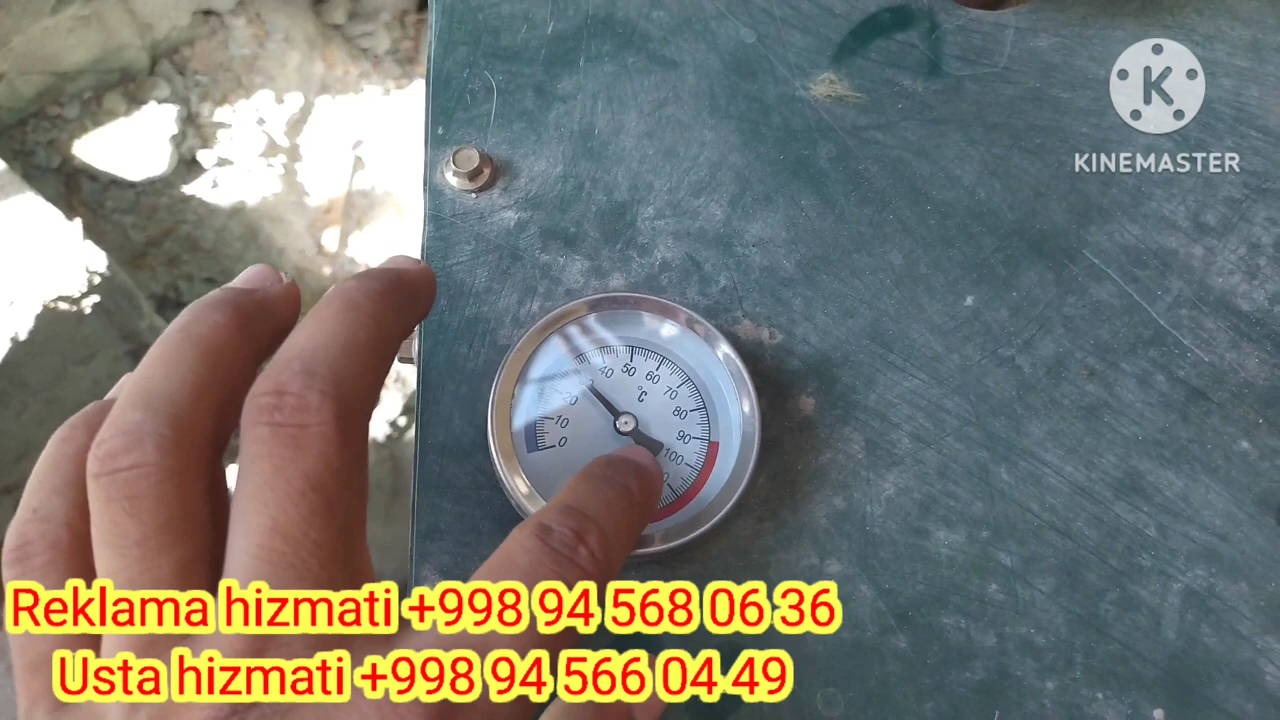 K
KINEMASTER
40 50 60
70
20
80
10
°C
90
0
100
Reklama hizmati +998 94 568 06 36
Usta hizmati +998 94 566 04 49